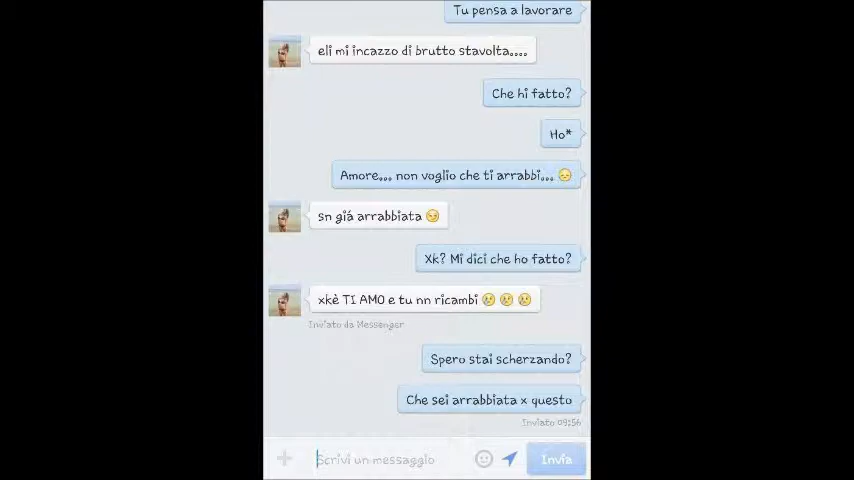 Tu pensa a lavorare
eli mi incazzo di brutto stavolta....
Che hi fatto?
Ho*
Amore... non voglio che ti arrabbi... 😔
sn giá arrabbiata 😏
Xk? Mi dici che ho fatto?
xkè TI AMO e tu nn ricambi 😢 😢 😢
Inviato da Messenger
Spero stai scherzando?
Che sei arrabbiata x questo
Inviato 09:56
Scrivi un messaggio
Invia